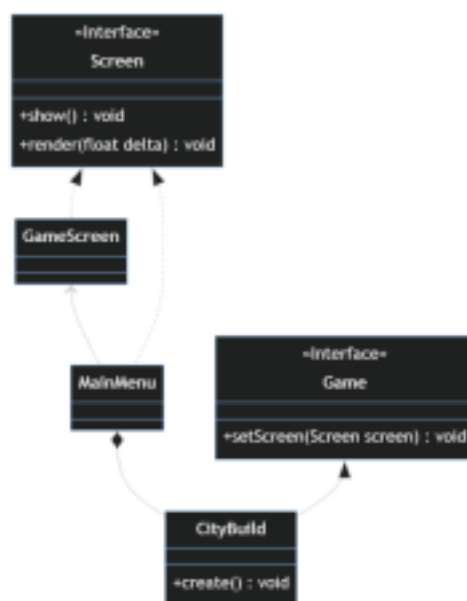 «Interface»
Screen
+show() : void
+render(float delta) : void
GameScreen
MainMenu
«Interface»
Game
+setScreen(Screen screen) : void
CityBuild
+create() : void